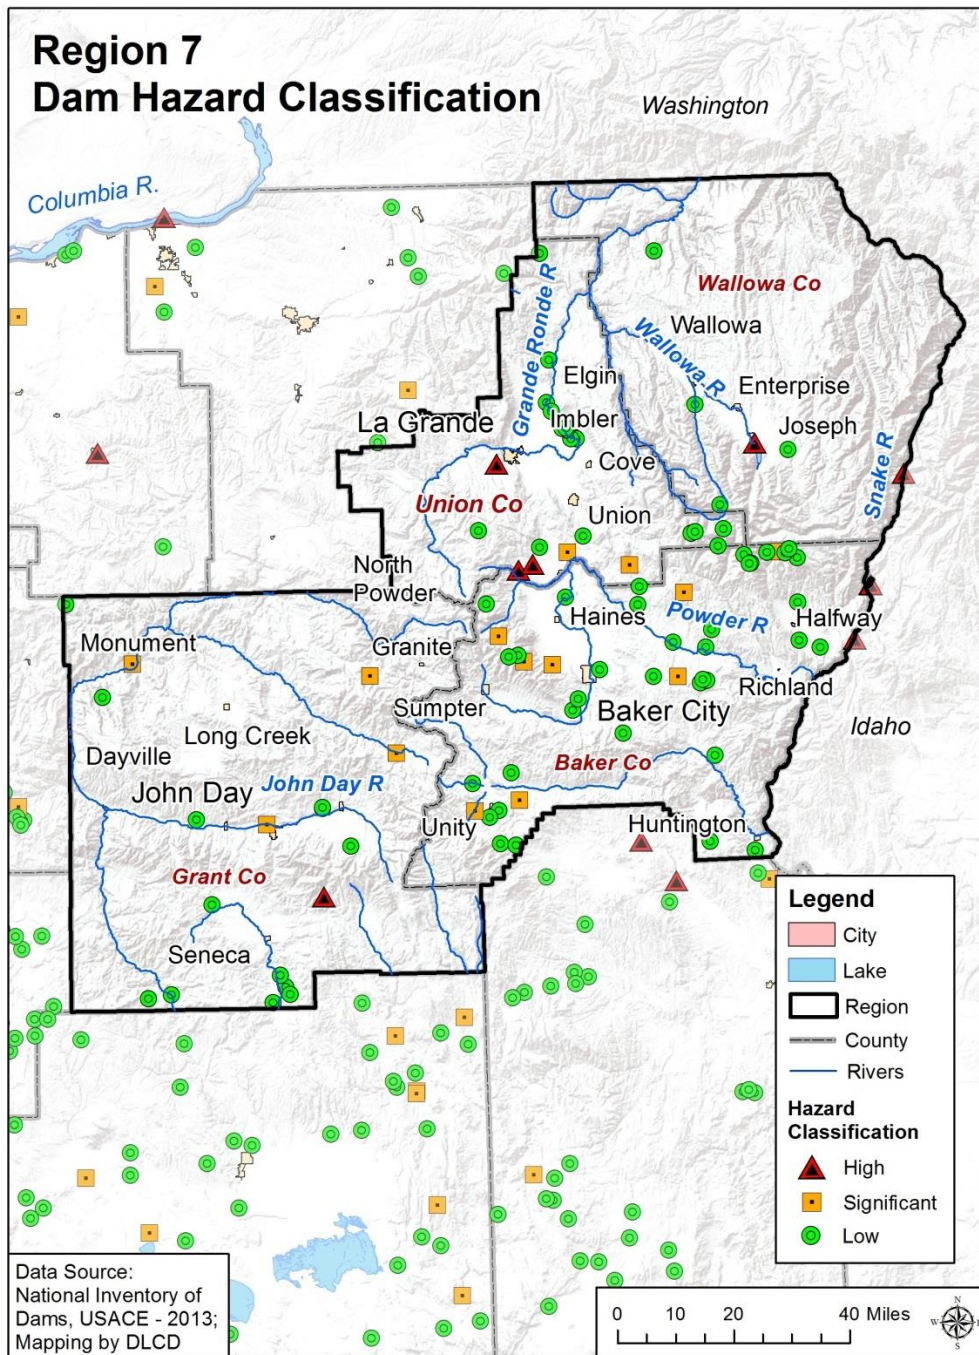 Region 7
Dam Hazard Classification
Washington
Columbia R.
Wallowa Co
Wallowa
Wallowa R
Grande Ronde R
Elgin
Enterprise
La Grande
Imbler
Joseph
Cove
Snake R
Union Co
Union
North
Powder
Haines
Powder R
Halfway
Monument
Granite
Richland
Sumpter
Baker City
Idaho
Long Creek
Dayville
Baker Co
John Day
John Day R
Unity
Huntington
Grant Co
Seneca
Legend
City
Lake
Region
County
Rivers
Hazard
Classification
High
Significant
Low
Data Source:
National Inventory of
Dams, USACE - 2013;
Mapping by DLCD
0 10 20 40 Miles
N
W E
S